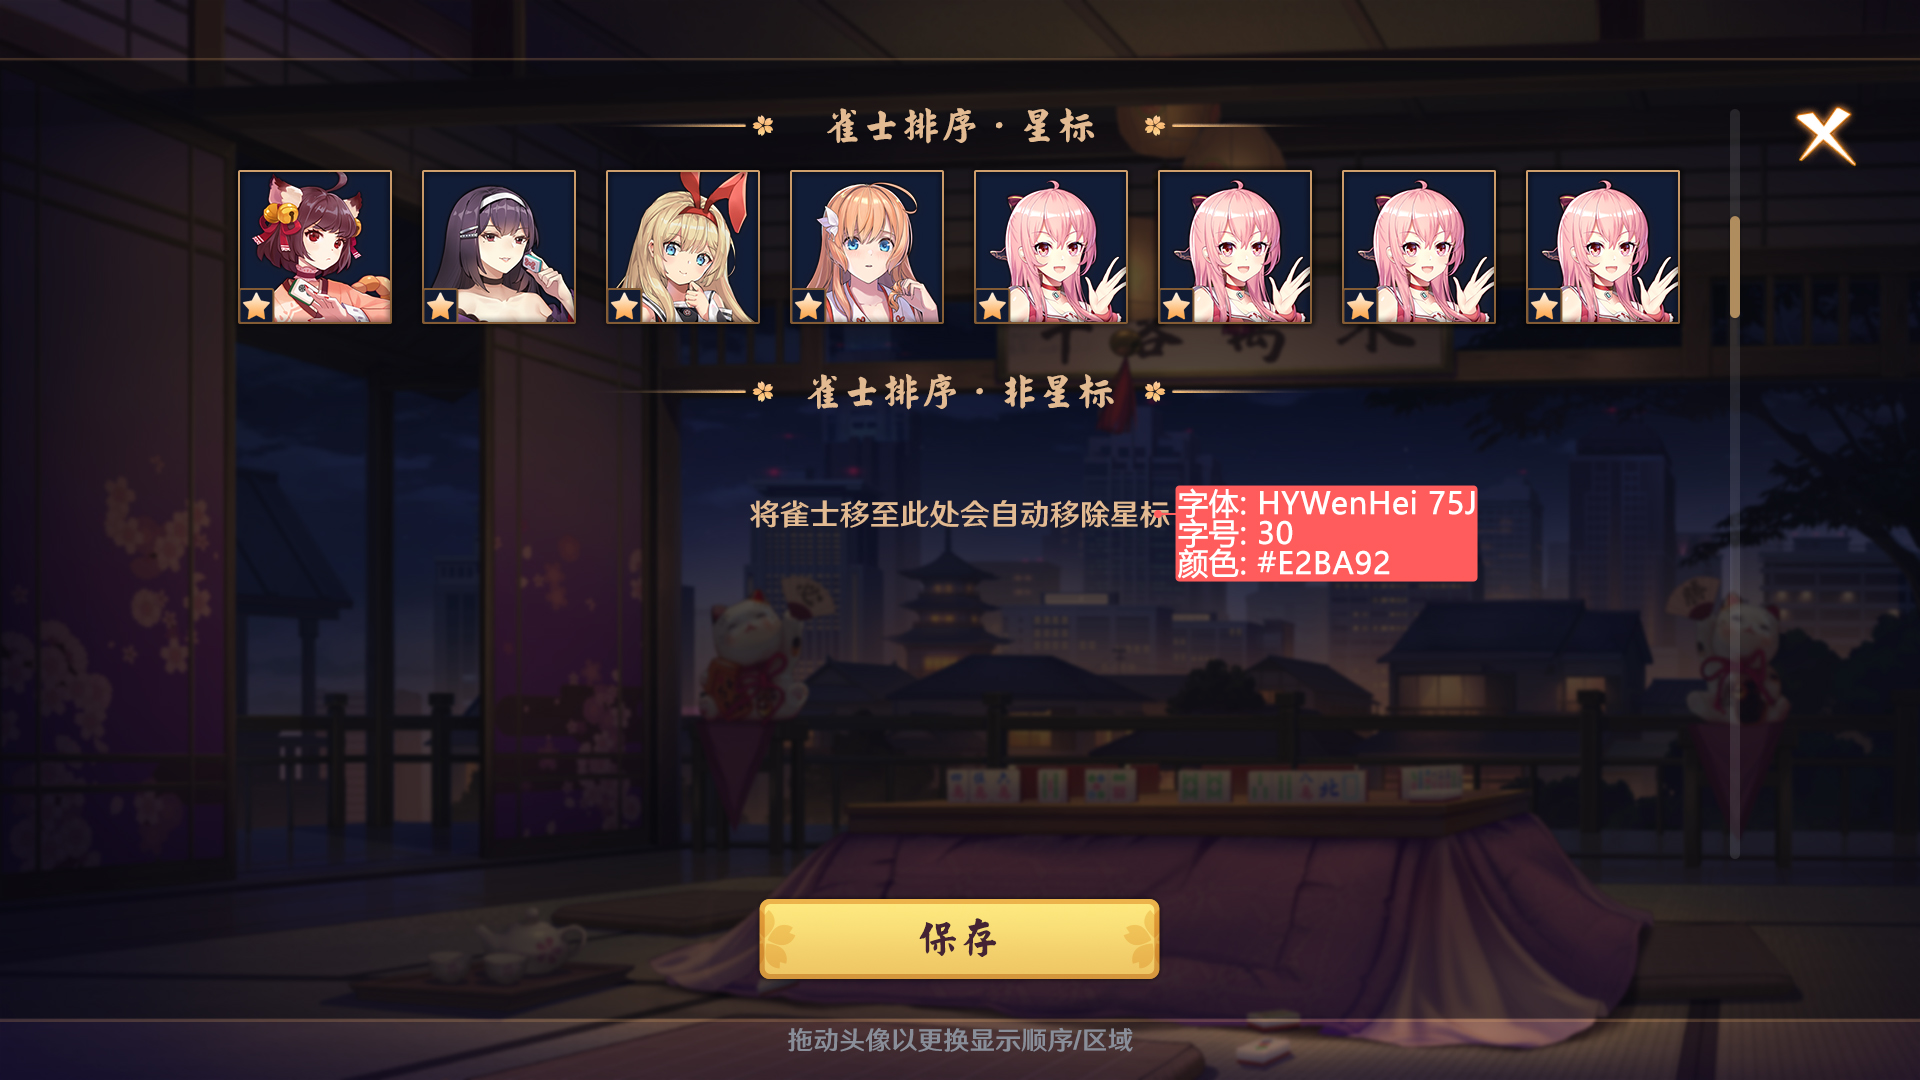 雀士排序·星标
雀士排序·非星标
将雀士移至此处会自动移除星标
字体: HYWenHei 75J
字号: 30
颜色: #E2BA92
保存
拖动头像以更换显示顺序/区域